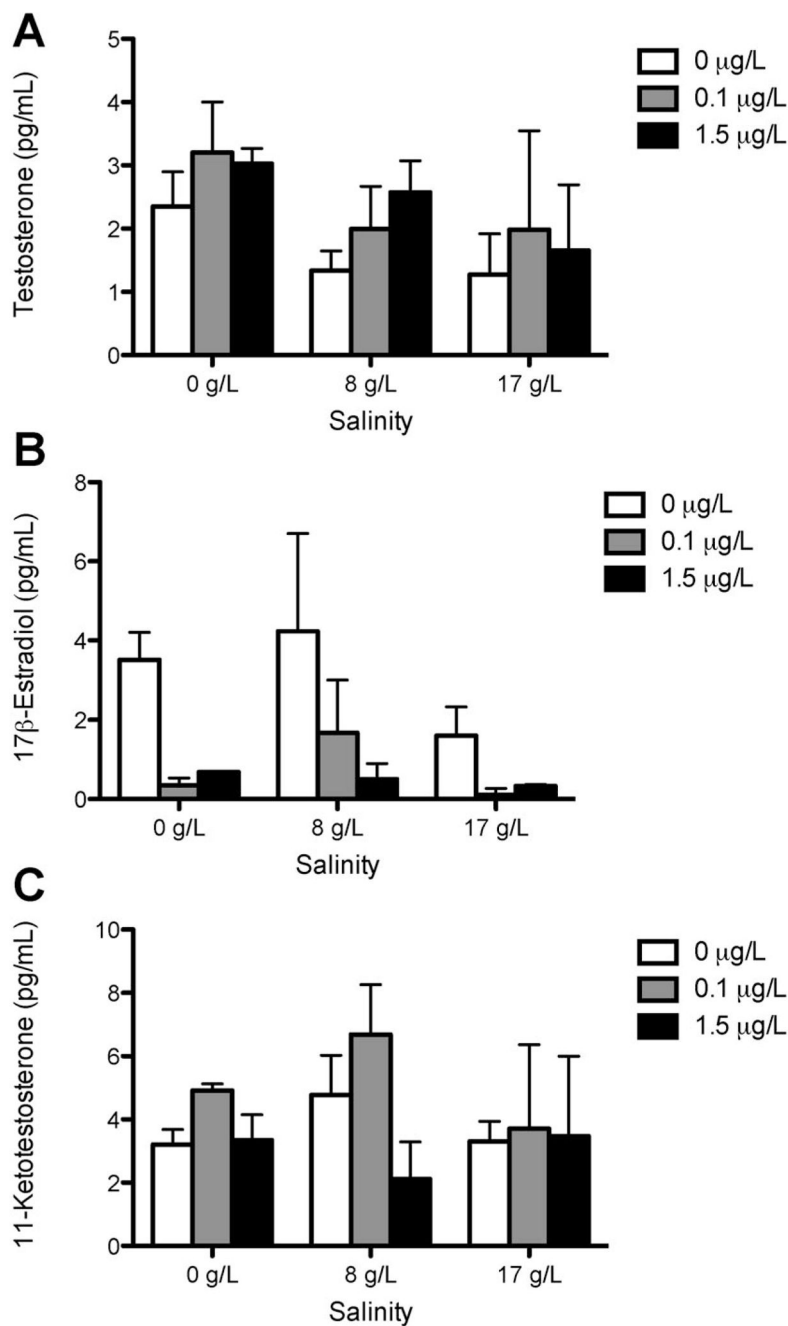 A
Testosterone (pg/mL)
5
4
3
2
1
0
0 g/L
8 g/L
17 g/L
Salinity
0 μg/L
0.1 μg/L
1.5 μg/L
B
17β-Estradiol (pg/mL)
8
6
4
2
0
0 g/L
8 g/L
17 g/L
Salinity
0 μg/L
0.1 μg/L
1.5 μg/L
C
11-Ketotestosterone (pg/mL)
10
8
6
4
2
0
0 g/L
8 g/L
17 g/L
Salinity
0 μg/L
0.1 μg/L
1.5 μg/L